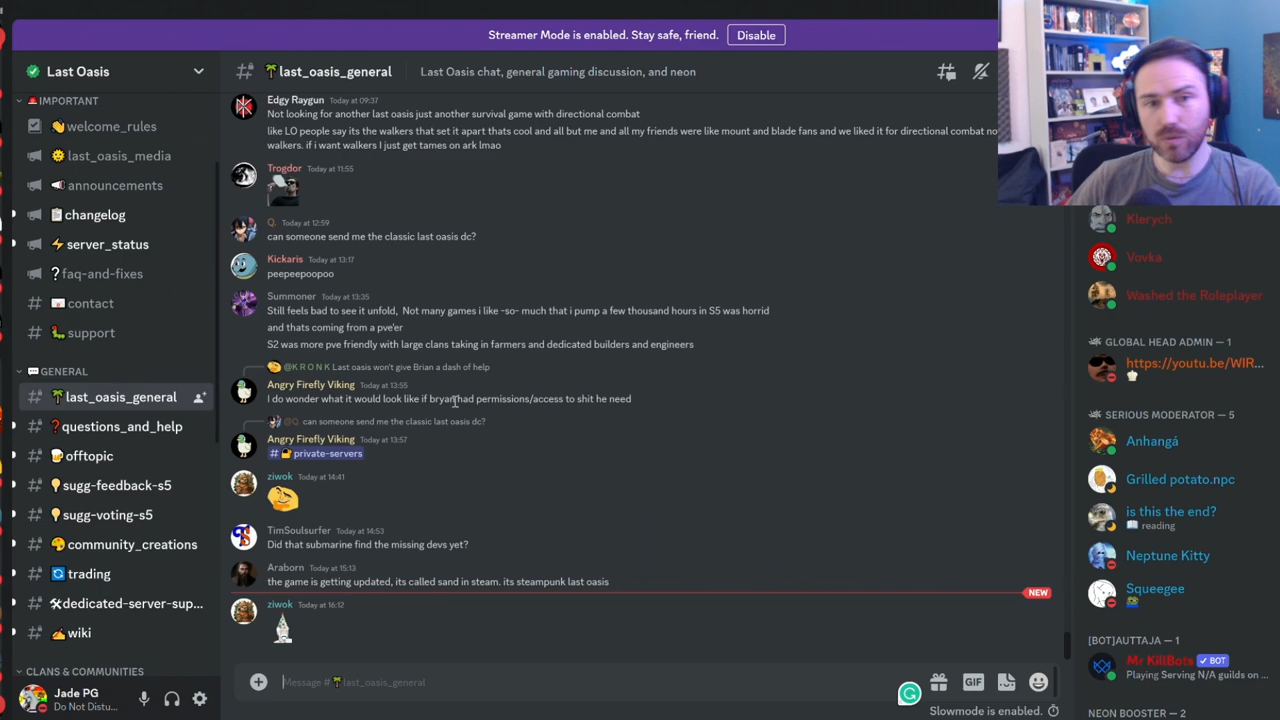 Streamer Mode is enabled. Stay safe, friend.
Disable
Last Oasis
IMPORTANT
welcome_rules
last_oasis_media
announcements
changelog
server_status
faq-and-fixes
contact
support
GENERAL
last_oasis_general
questions_and_help
offtopic
sugg-feedback-s5
sugg-voting-s5
community_creations
trading
dedicated-server-sup...
wiki
CLANS & COMMUNITIES
Jade PG
Do Not Distu...
last_oasis_general
Last Oasis chat, general gaming discussion, and neon
Edgy Raygun Today at 09:37
Not looking for another last oasis just another survival game with directional combat
like LO people say its the walkers that set it apart thats cool and all but me and all my friends were like mount and blade fans and we liked it for directional combat no
walkers. if i want walkers I just get tames on ark lmao
Trogdor Today at 11:55
Q. Today at 12:59
can someone send me the classic last oasis dc?
Kickaris Today at 13:17
peepeepoopoo
Summoner Today at 13:35
Still feels bad to see it unfold, Not many games i like -so- much that i pump a few thousand hours in S5 was horrid
and thats coming from a pve'er
S2 was more pve friendly with large clans taking in farmers and dedicated builders and engineers
@K R O N K Last oasis won't give Brian a dash of help
Angry Firefly Viking Today at 13:55
I do wonder what it would look like if bryan had permissions/access to shit he need
@Q. can someone send me the classic last oasis dc?
Angry Firefly Viking Today at 13:57
# private-servers
ziwok Today at 14:41
TimSoulsurfer Today at 14:53
Did that submarine find the missing devs yet?
Araborn Today at 15:13
the game is getting updated, its called sand in steam. its steampunk last oasis
NEW
ziwok Today at 16:12
Message # last_oasis_general
GIF
Slowmode is enabled.
Klerych
Vovka
Washed the Roleplayer
GLOBAL HEAD ADMIN — 1
https://youtu.be/WIR...
SERIOUS MODERATOR — 5
Anhangá
Grilled potato.npc
is this the end?
reading
Neptune Kitty
Squeegee
[BOT]AUTTAJA — 1
Mr KillBots ✓ BOT
Playing Serving N/A guilds on ...
NEON BOOSTER — 2